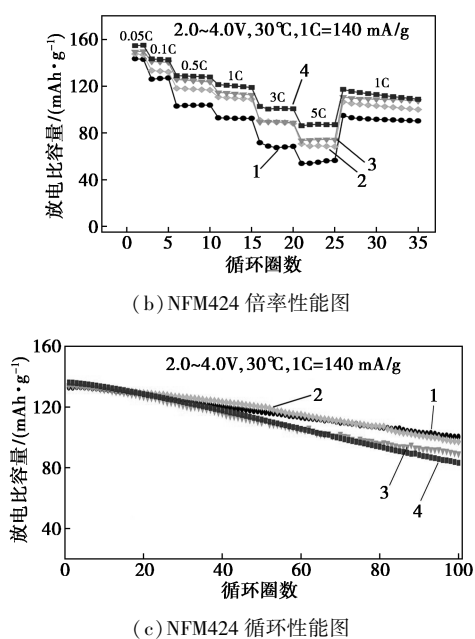 2.0~4.0V,30℃,1C=140 mA/g
放电比容量/(mAh·g⁻¹)
160
120
80
40
0
0.05C
0.1C
0.5C
1C
3C
4
5C
1C
1
2
3
0 5 10 15 20 25 30 35
循环圈数
(b)NFM424 倍率性能图
2.0~4.0V,30℃,1C=140 mA/g
放电比容量/(mAh·g⁻¹)
160
120
80
40
2
1
3
4
0 20 40 60 80 100
循环圈数
(c)NFM424 循环性能图